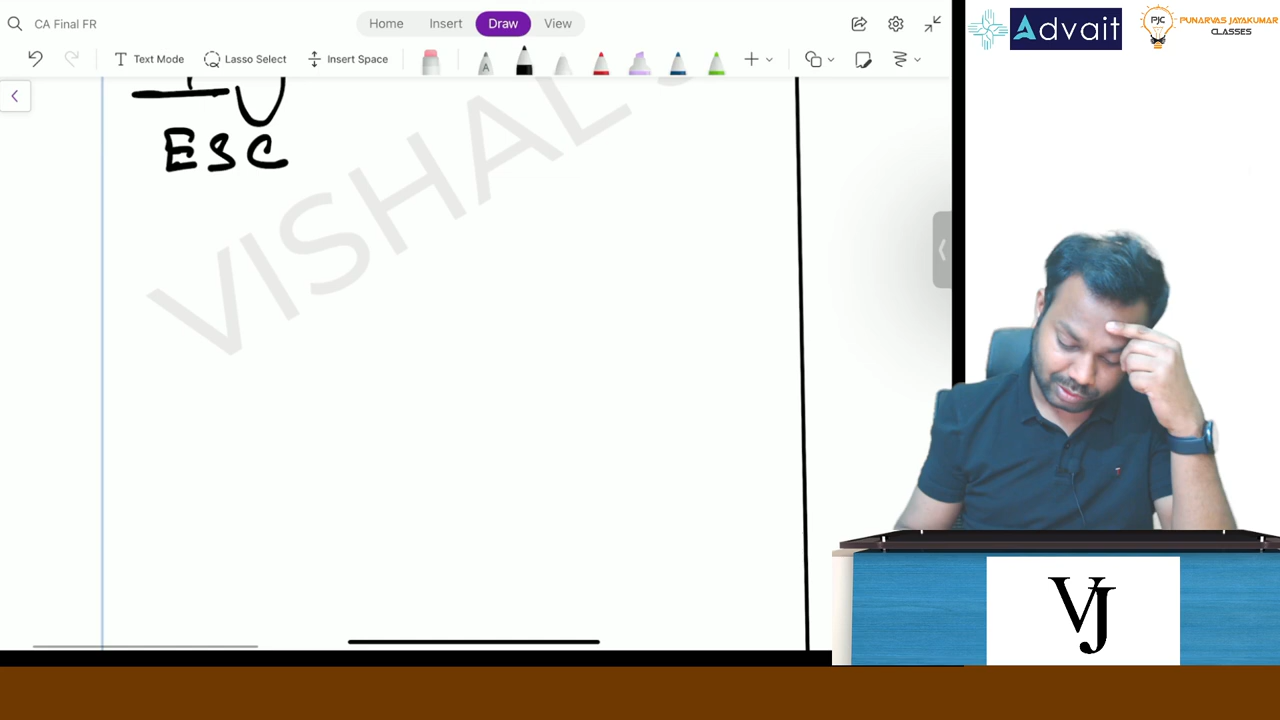 CA Final FR
Home Insert Draw View
Advait
PJC
PUNARVAS JAYAKUMAR
CLASSES
T Text Mode
Lasso Select
Insert Space
A
ESC
VISHAL
VJ